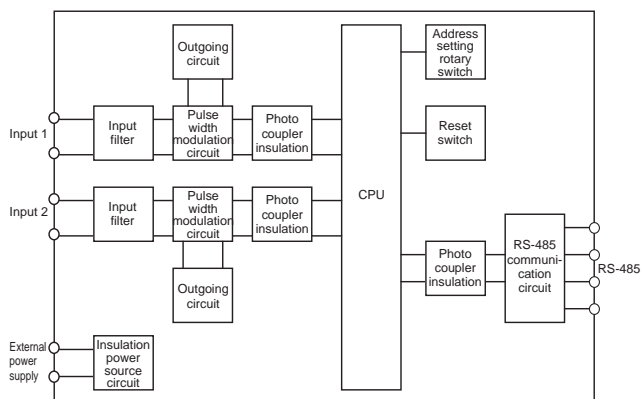 Outgoing
circuit
Address
setting
rotary
switch
Input 1
Input
filter
Pulse
width
modulation
circuit
Photo
coupler
insulation
Reset
switch
Input 2
Input
filter
Pulse
width
modulation
circuit
Photo
coupler
insulation
CPU
Outgoing
circuit
Photo
coupler
insulation
RS-485
communi-
cation
circuit
RS-485
External
power
supply
Insulation
power
source
circuit